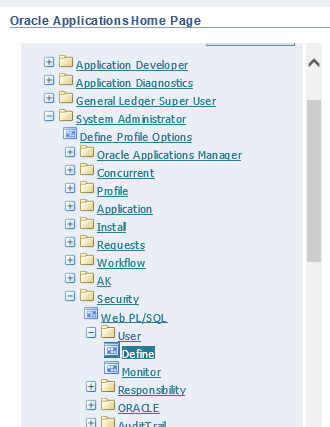 Oracle Applications Home Page
Application Developer
Application Diagnostics
General Ledger Super User
System Administrator
Define Profile Options
Oracle Applications Manager
Concurrent
Profile
Application
Install
Requests
Workflow
AK
Security
Web PL/SQL
User
Define
Monitor
Responsibility
ORACLE
AuditTrail